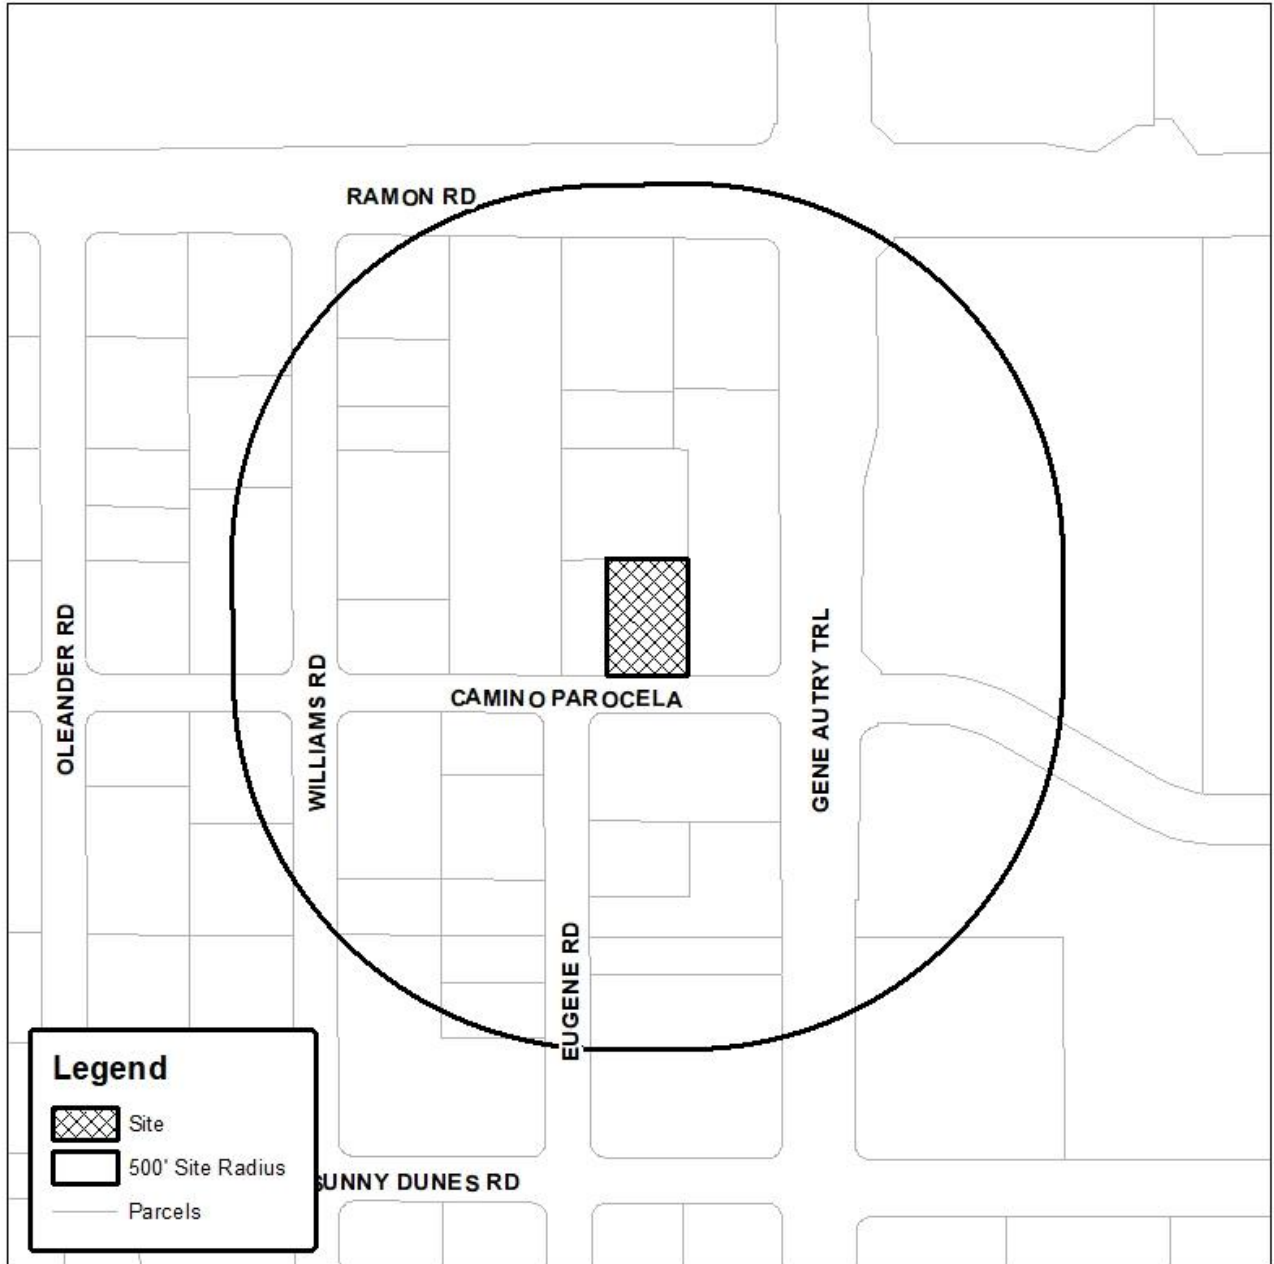 RAMON RD
OLEANDER RD
WILLIAMS RD
CAMINO PAROCELA
GENE AUTRY TRL
EUGENE RD
Legend
Site
500' Site Radius
Parcels
SUNNY DUNES RD